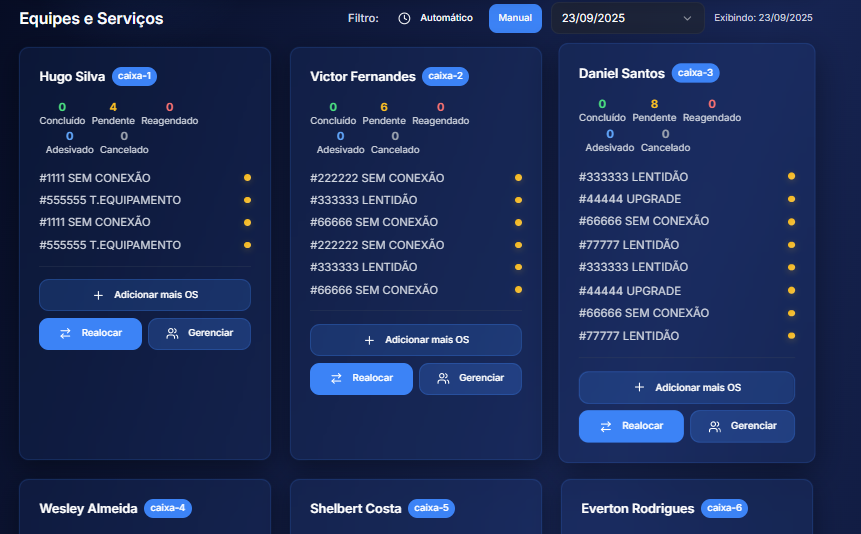 Equipes e Serviços
Filtro: Automático Manual 23/09/2025 Exibindo: 23/09/2025
Hugo Silva caixa-1
0 4 0
Concluído Pendente Reagendado
0 0
Adesivado Cancelado
#1111 SEM CONEXÃO
#555555 T.EQUIPAMENTO
#1111 SEM CONEXÃO
#555555 T.EQUIPAMENTO
Adicionar mais OS
Realocar Gerenciar
Victor Fernandes caixa-2
0 6 0
Concluído Pendente Reagendado
0 0
Adesivado Cancelado
#222222 SEM CONEXÃO
#333333 LENTIDÃO
#66666 SEM CONEXÃO
#222222 SEM CONEXÃO
#333333 LENTIDÃO
#66666 SEM CONEXÃO
Adicionar mais OS
Realocar Gerenciar
Daniel Santos caixa-3
0 8 0
Concluído Pendente Reagendado
0 0
Adesivado Cancelado
#333333 LENTIDÃO
#44444 UPGRADE
#66666 SEM CONEXÃO
#77777 LENTIDÃO
#333333 LENTIDÃO
#44444 UPGRADE
#66666 SEM CONEXÃO
#77777 LENTIDÃO
Adicionar mais OS
Realocar Gerenciar
Wesley Almeida caixa-4
Shelbert Costa caixa-5
Everton Rodrigues caixa-6